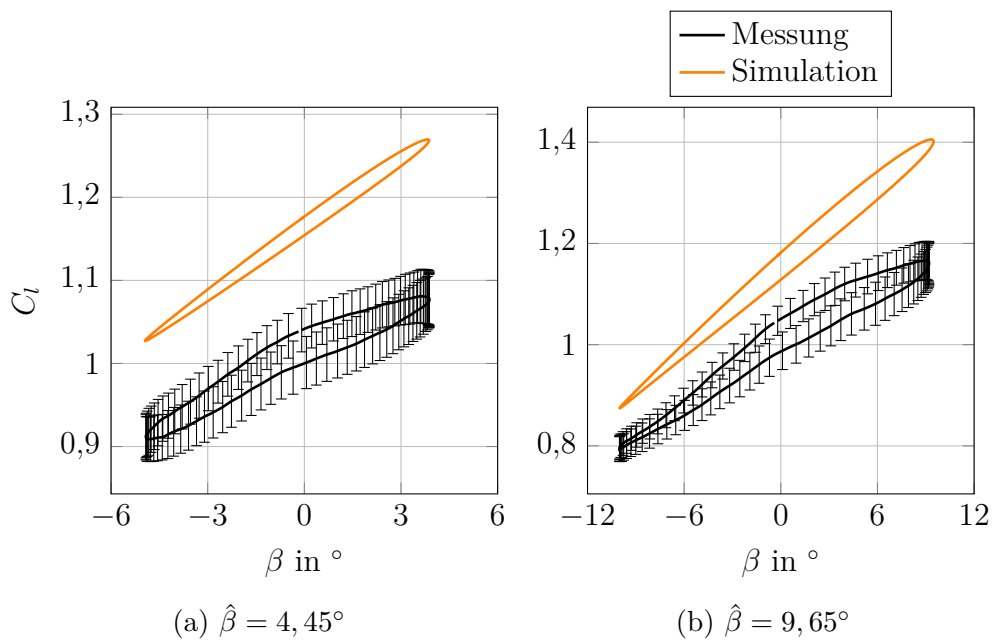 Messung
Simulation
1,3
1,2
1,1
1
0,9
−6 −3 0 3 6
C_l
β in °
(a) β̂ = 4,45°
1,4
1,2
1
0,8
−12 −6 0 6 12
β in °
(b) β̂ = 9,65°